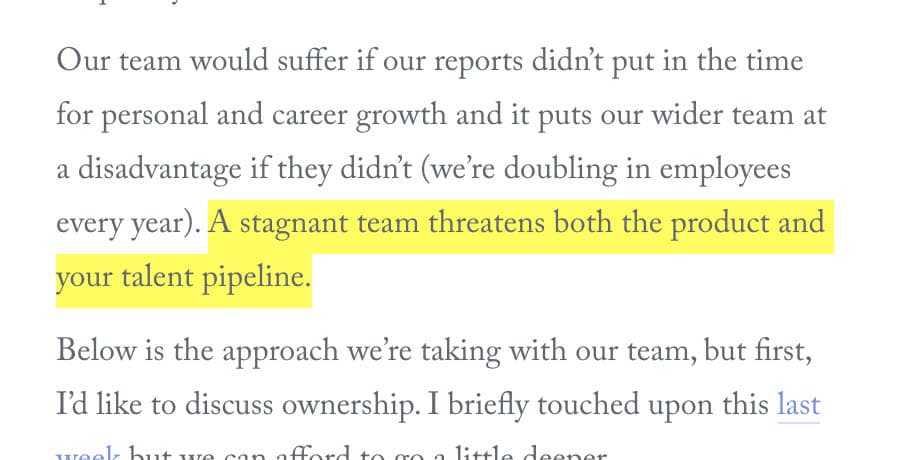 Our team would suffer if our reports didn’t put in the time
for personal and career growth and it puts our wider team at
a disadvantage if they didn’t (we’re doubling in employees
every year). A stagnant team threatens both the product and
your talent pipeline.
Below is the approach we’re taking with our team, but first,
I’d like to discuss ownership. I briefly touched upon this last
week but we can afford to go a little deeper